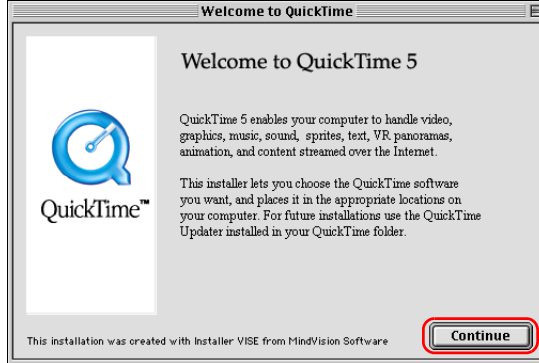 Welcome to QuickTime
Welcome to QuickTime 5
QuickTime 5 enables your computer to handle video,
graphics, music, sound, sprites, text, VR panoramas,
animation, and content streamed over the Internet.
This installer lets you choose the QuickTime software
you want, and places it in the appropriate locations on
your computer. For future installations use the QuickTime
Updater installed in your QuickTime folder.
QuickTime™
This installation was created with Installer VISE from MindVision Software
Continue